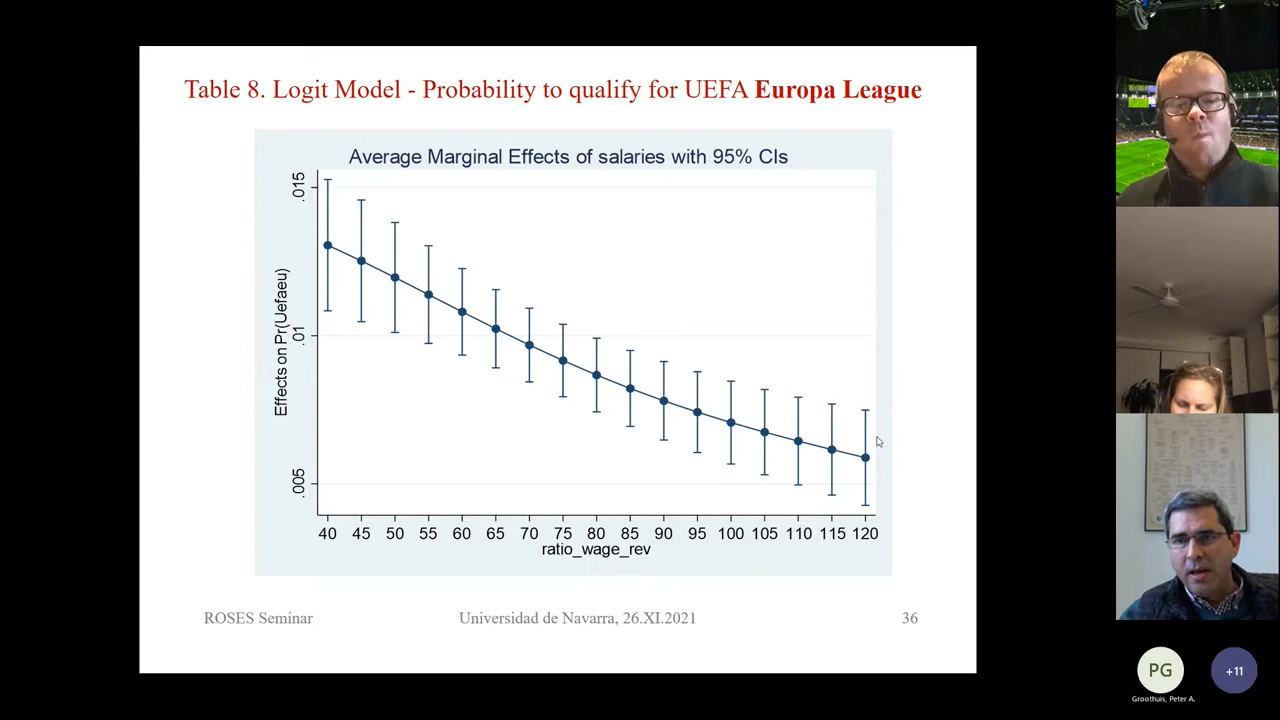 Table 8. Logit Model - Probability to qualify for UEFA Europa League
Average Marginal Effects of salaries with 95% CIs
Effects on Pr(Uefaeu)
.015
.01
.005
40 45 50 55 60 65 70 75 80 85 90 95 100 105 110 115 120
ratio_wage_rev
ROSES Seminar
Universidad de Navarra, 26.XI.2021
36
PG
+11
Groothuis, Peter A.